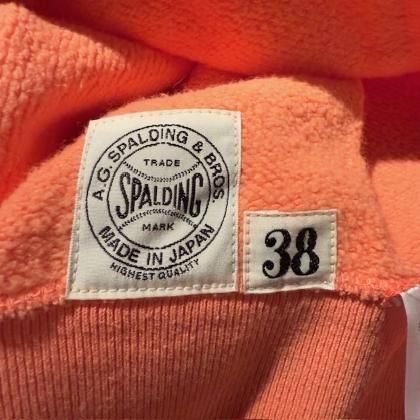 A.G. SPALDING & BROS
TRADE
SPALDING
MARK
MADE IN JAPAN
HIGHEST QUALITY
38